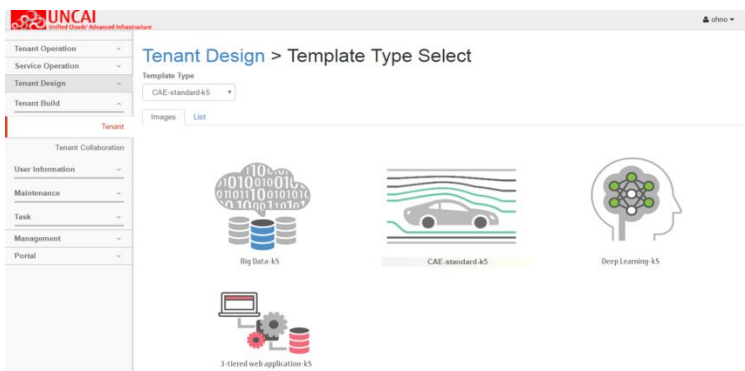 UNCAI
Unified Clouds' Advanced Infrastructure
ohno
Tenant Operation
Service Operation
Tenant Design
Tenant Build
Tenant
Tenant Collaboration
User Information
Maintenance
Task
Management
Portal
Tenant Design > Template Type Select
Template Type
CAE-standard-k5
Images List
Big Data-k5
CAE-standard-k5
Deep Learning-k5
3-tiered web application-k5